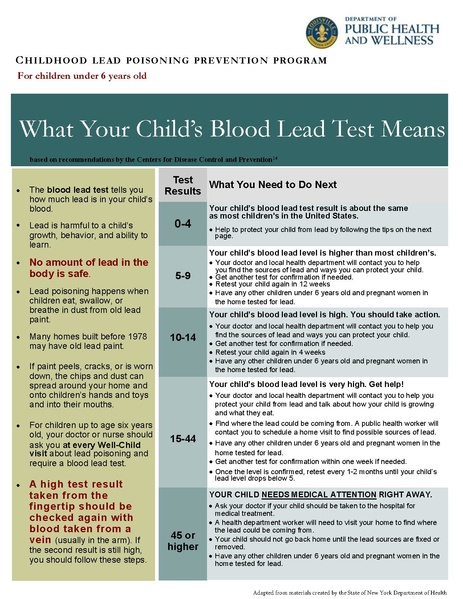 DEPARTMENT OF
PUBLIC HEALTH
AND WELLNESS
CHILDHOOD LEAD POISONING PREVENTION PROGRAM
For children under 6 years old
What Your Child's Blood Lead Test Means
based on recommendations by the Centers for Disease Control and Prevention
• The blood lead test tells you
how much lead is in your child's
blood.
• Lead is harmful to a child's
growth, behavior, and ability to
learn.
• No amount of lead in the
body is safe.
• Lead poisoning happens when
children eat, swallow, or
breathe in dust from old lead
paint.
• Many homes built before 1978
may have old lead paint.
• If paint peels, cracks, or is worn
down, the chips and dust can
spread around your home and
onto children's hands and toys
and into their mouths.
• For children up to age six years
old, your doctor or nurse should
ask you at every Well-Child
visit about lead poisoning and
require a blood lead test.
• A high test result
taken from the
fingertip should be
checked again with
blood taken from a
vein (usually in the arm). If
the second result is still high,
you should follow these steps.
Test
Results
What You Need to Do Next
0-4
Your child's blood lead test result is about the same
as most children's in the United States.
• Help to protect your child from lead by following the tips on the next
page.
5-9
Your child's blood lead level is higher than most children's.
• Your doctor and local health department will contact you to help
you find the sources of lead and ways you can protect your child.
• Get another test for confirmation if needed.
• Retest your child again in 12 weeks
• Have any other children under 6 years old and pregnant women in
the home tested for lead.
10-14
Your child's blood lead level is high. You should take action.
• Your doctor and local health department will contact you to help you
find the sources of lead and ways you can protect your child.
• Get another test for confirmation if needed.
• Retest your child again in 4 weeks
• Have any other children under 6 years old and pregnant women in
the home tested for lead.
15-44
Your child's blood lead level is very high. Get help!
• Your doctor and local health department will contact you to help you
protect your child from lead and talk about how your child is growing
and what they eat.
• Find where the lead could be coming from. A public health worker will
contact you to schedule a home visit to find possible sources of lead.
• Have any other children under 6 years old and pregnant women in the
home tested for lead.
• Get another test for confirmation within one week if needed.
• Once the level is confirmed, retest every 1-2 months until your child's
lead level drops below 5.
45 or
higher
YOUR CHILD NEEDS MEDICAL ATTENTION RIGHT AWAY.
• Ask your doctor if your child should be taken to the hospital for
medical treatment.
• A health department worker will need to visit your home to find where
the lead could be coming from.
• Your child should not go back home until the lead sources are fixed or
removed.
• Have any other children under 6 years old and pregnant women in the
home tested for lead.
Adapted from materials created by the State of New York Department of Health